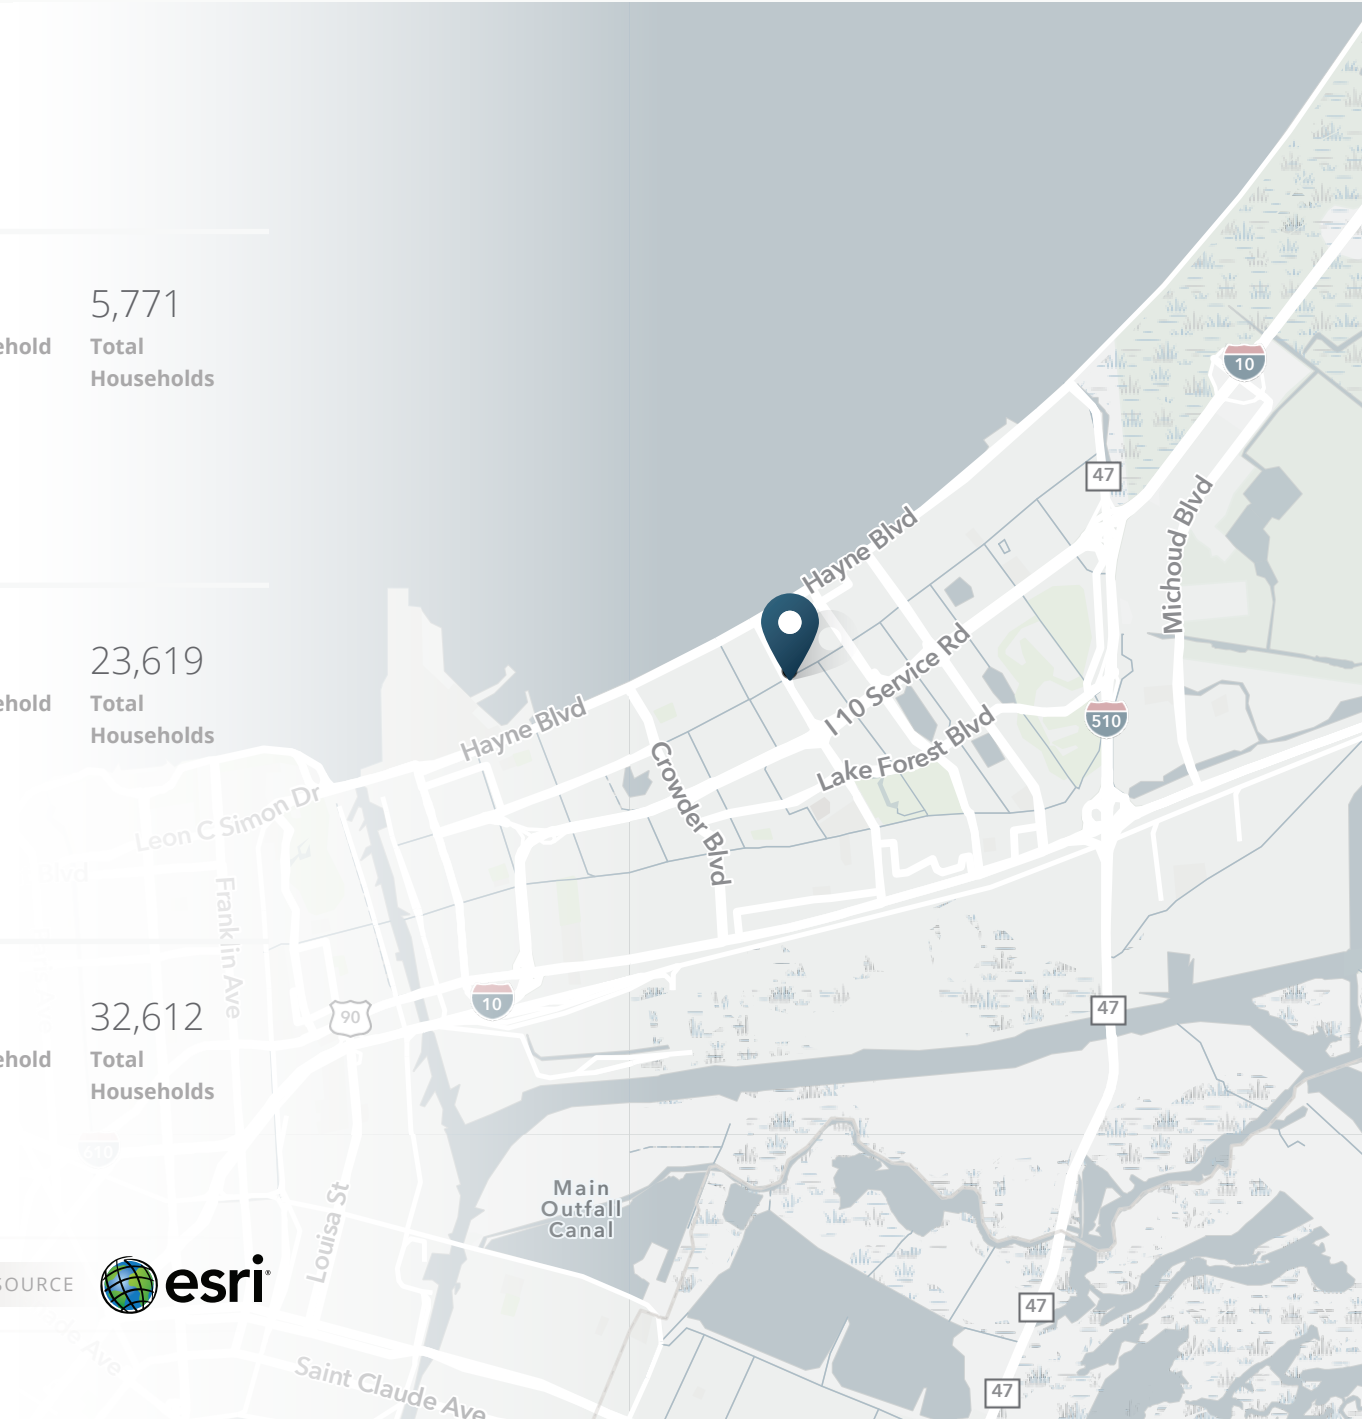 5,771
ehold
Total
Households
23,619
ehold
Total
Households
32,612
ehold
Total
Households
SOURCE
esri
10
47
Hayne Blvd
Michoud Blvd
I 10 Service Rd
510
Hayne Blvd
Crowder Blvd
Lake Forest Blvd
Leon C Simon Dr
Blvd
Franklin Ave
90
10
47
610
Louisa St
Main
Outfall
Canal
47
47
Saint Claude Ave